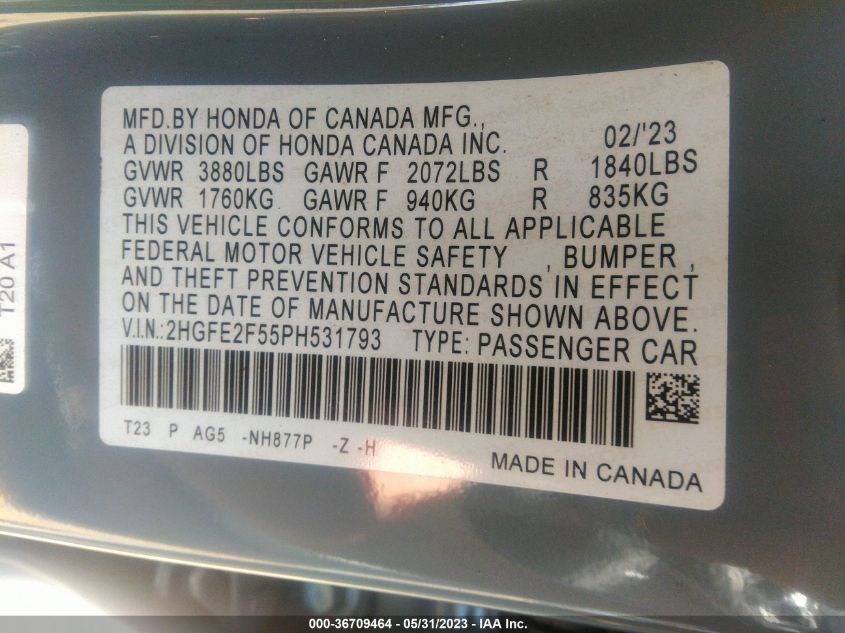 MFD.BY HONDA OF CANADA MFG.,
A DIVISION OF HONDA CANADA INC. 02/'23
GVWR 3880LBS GAWR F 2072LBS R 1840LBS
GVWR 1760KG GAWR F 940KG R 835KG
THIS VEHICLE CONFORMS TO ALL APPLICABLE
FEDERAL MOTOR VEHICLE SAFETY , BUMPER ,
AND THEFT PREVENTION STANDARDS IN EFFECT
ON THE DATE OF MANUFACTURE SHOWN ABOVE.
V.I.N.:2HGFE2F55PH531793 TYPE: PASSENGER CAR
T23 P AG5 -NH877P -Z -H
MADE IN CANADA
T20 A1
000-36709464 - 05/31/2023 - IAA Inc.